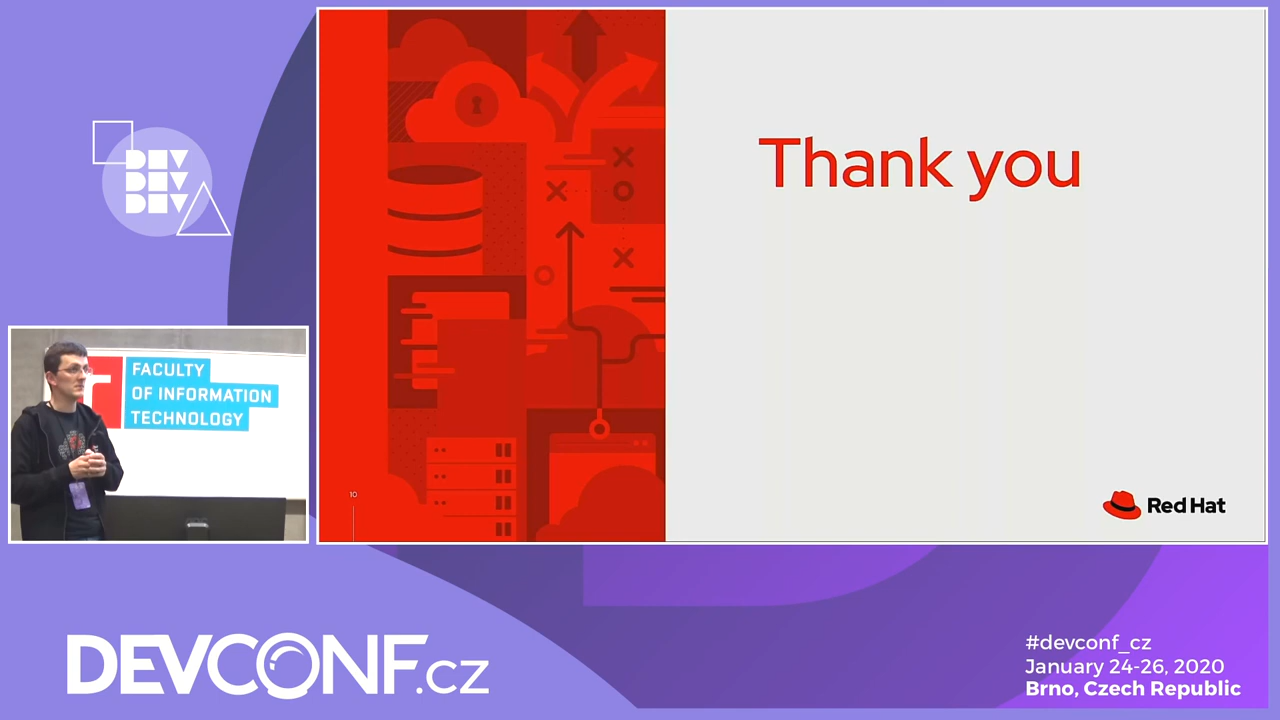 DEV
DEV
DEV
FACULTY
OF INFORMATION
TECHNOLOGY
Thank you
10
Red Hat
DEVCONF.cz
#devconf_cz
January 24-26, 2020
Brno, Czech Republic